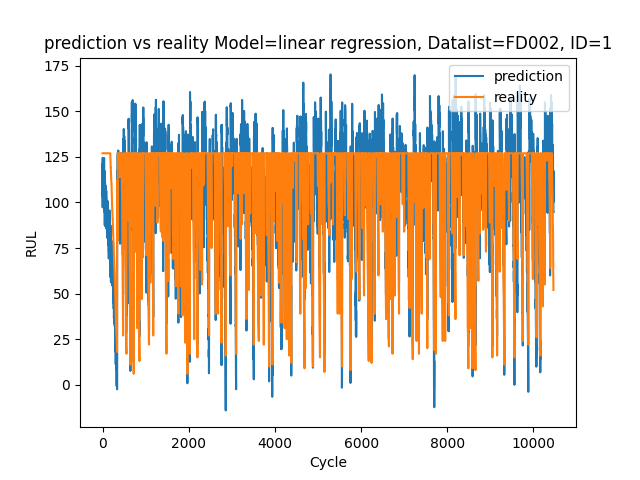 prediction vs reality Model=linear regression, Datalist=FD002, ID=1
prediction
reality
RUL
175
150
125
100
75
50
25
0
0
2000
4000
6000
8000
10000
Cycle